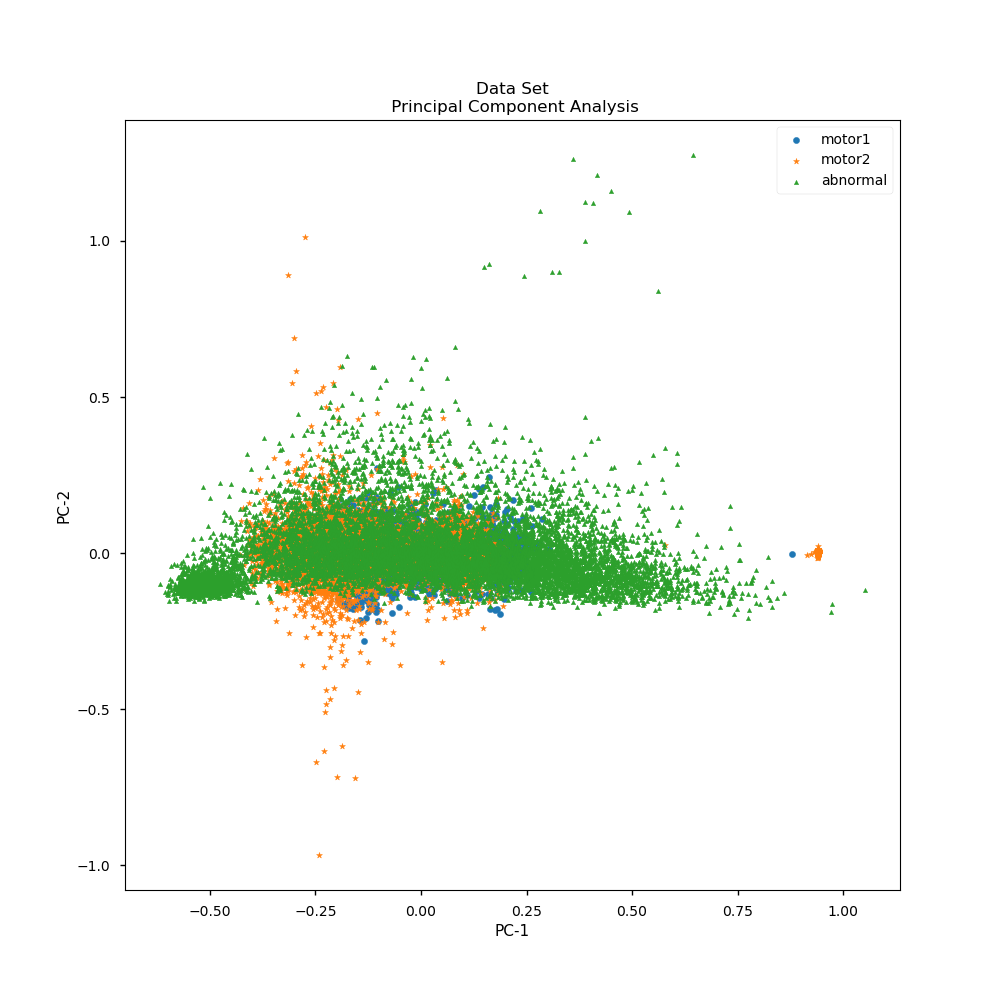 Data Set
Principal Component Analysis
motor1
motor2
abnormal
1.0
0.5
0.0
−0.5
−1.0
PC-2
−0.50
−0.25
0.00
0.25
0.50
0.75
1.00
PC-1